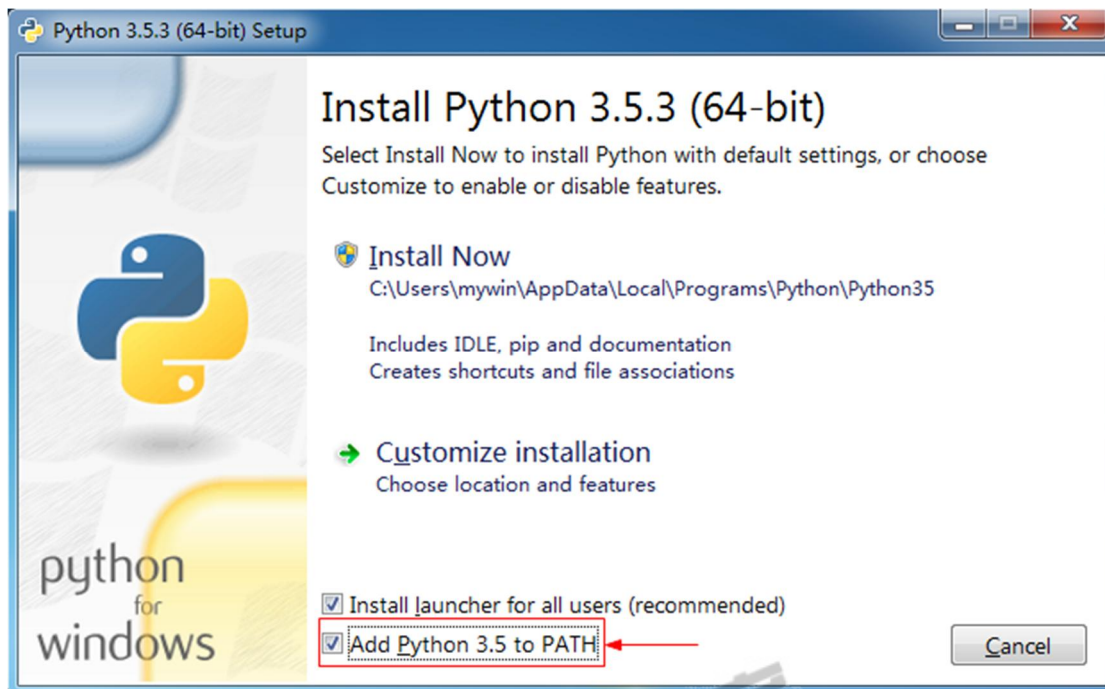 Python 3.5.3 (64-bit) Setup
Install Python 3.5.3 (64-bit)
Select Install Now to install Python with default settings, or choose
Customize to enable or disable features.
Install Now
C:\Users\mywin\AppData\Local\Programs\Python\Python35
Includes IDLE, pip and documentation
Creates shortcuts and file associations
Customize installation
Choose location and features
python
for
windows
Install launcher for all users (recommended)
Add Python 3.5 to PATH
Cancel